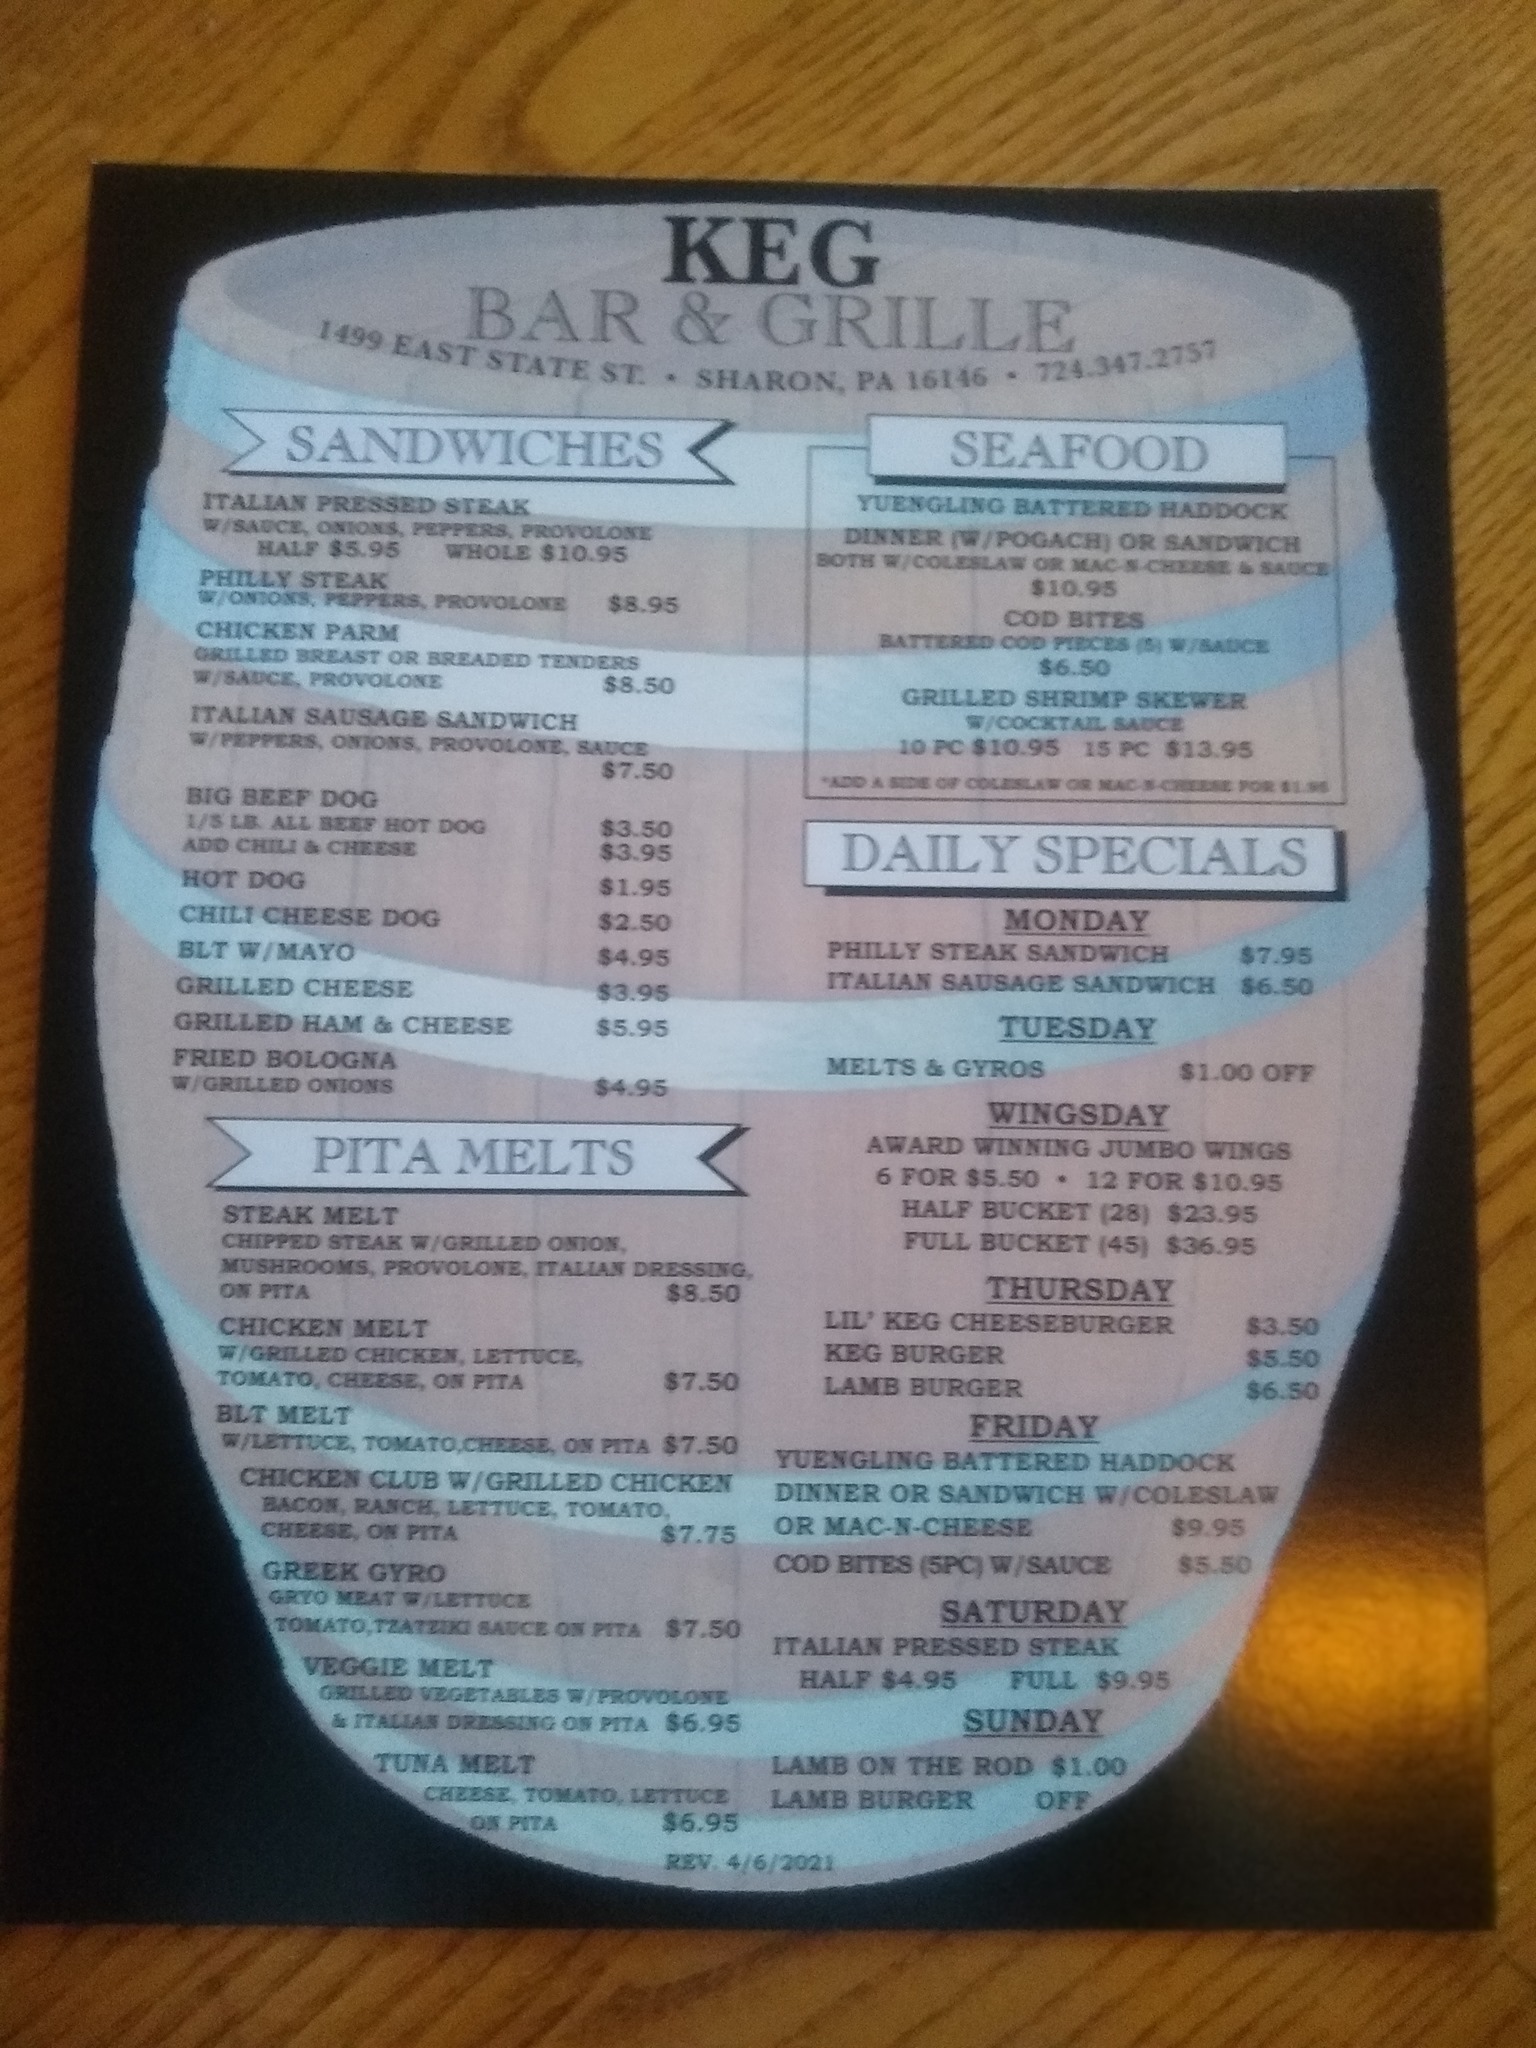 KEG
BAR & GRILLE
1499 EAST STATE ST. • SHARON, PA 16146 • 724.347.2757
SANDWICHES
ITALIAN PRESSED STEAK
W/SAUCE, ONIONS, PEPPERS, PROVOLONE
HALF $5.95 WHOLE $10.95
PHILLY STEAK
W/ONIONS, PEPPERS, PROVOLONE $8.95
CHICKEN PARM
GRILLED BREAST OR BREADED TENDERS
W/SAUCE, PROVOLONE $8.50
ITALIAN SAUSAGE SANDWICH
W/PEPPERS, ONIONS, PROVOLONE, SAUCE
$7.50
BIG BEEF DOG
1/5 LB. ALL BEEF HOT DOG $3.50
ADD CHILI & CHEESE $3.95
HOT DOG $1.95
CHILI CHEESE DOG $2.50
BLT W/MAYO $4.95
GRILLED CHEESE $3.95
GRILLED HAM & CHEESE $5.95
FRIED BOLOGNA
W/GRILLED ONIONS $4.95
PITA MELTS
STEAK MELT
CHIPPED STEAK W/GRILLED ONION,
MUSHROOMS, PROVOLONE, ITALIAN DRESSING,
ON PITA $8.50
CHICKEN MELT
W/GRILLED CHICKEN, LETTUCE,
TOMATO, CHEESE, ON PITA $7.50
BLT MELT
W/LETTUCE, TOMATO,CHEESE, ON PITA $7.50
CHICKEN CLUB W/GRILLED CHICKEN
BACON, RANCH, LETTUCE, TOMATO,
CHEESE, ON PITA $7.75
GREEK GYRO
GRYO MEAT W/LETTUCE
TOMATO,TZATZIKI SAUCE ON PITA $7.50
VEGGIE MELT
GRILLED VEGETABLES W/PROVOLONE
& ITALIAN DRESSING ON PITA $6.95
TUNA MELT
CHEESE, TOMATO, LETTUCE
ON PITA $6.95
SEAFOOD
YUENGLING BATTERED HADDOCK
DINNER (W/POGACH) OR SANDWICH
BOTH W/COLESLAW OR MAC-N-CHEESE & SAUCE
$10.95
COD BITES
BATTERED COD PIECES (5) W/SAUCE
$6.50
GRILLED SHRIMP SKEWER
W/COCKTAIL SAUCE
10 PC $10.95 15 PC $13.95
*ADD A SIDE OF COLESLAW OR MAC-N-CHEESE FOR $1.95
DAILY SPECIALS
MONDAY
PHILLY STEAK SANDWICH $7.95
ITALIAN SAUSAGE SANDWICH $6.50
TUESDAY
MELTS & GYROS $1.00 OFF
WINGSDAY
AWARD WINNING JUMBO WINGS
6 FOR $5.50 • 12 FOR $10.95
HALF BUCKET (28) $23.95
FULL BUCKET (45) $36.95
THURSDAY
LIL' KEG CHEESEBURGER $3.50
KEG BURGER $5.50
LAMB BURGER $6.50
FRIDAY
YUENGLING BATTERED HADDOCK
DINNER OR SANDWICH W/COLESLAW
OR MAC-N-CHEESE $9.95
COD BITES (5PC) W/SAUCE $5.50
SATURDAY
ITALIAN PRESSED STEAK
HALF $4.95 FULL $9.95
SUNDAY
LAMB ON THE ROD $1.00
LAMB BURGER OFF
REV. 4/6/2021